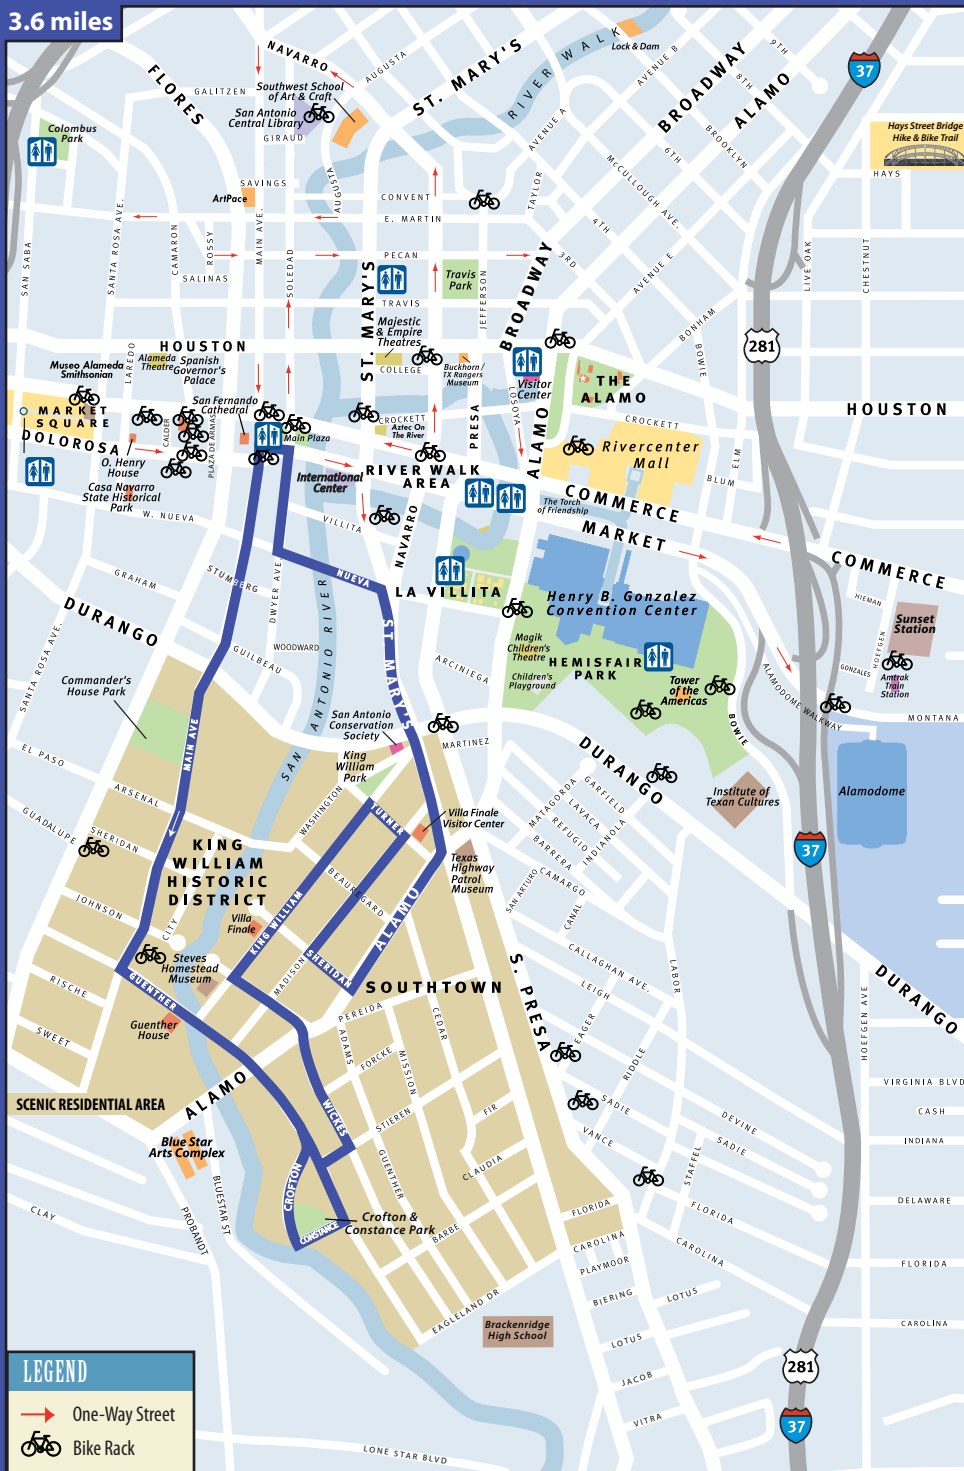 3.6 miles
NAVARRO
AUGUSTA
ST. MARY'S
RIVER WALK
Lock & Dam
AVENUE B
BROADWAY
9TH
8TH
ALAMO
37
FLORES
GALITZEN
Southwest School
of Art & Craft
San Antonio
Central Library
GIRAUD
AVENUE A
6TH
BROOKLYN
Hays Street Bridge
Hike & Bike Trail
HAYS
Colombus
Park
SAVINGS
ArtPace
AUGUSTA
CONVENT
E. MARTIN
TAYLOR
McCULLOUGH AVE.
4TH
3RD
AVENUE E
SAN SABA
SANTA ROSA AVE.
CAMARON
ROSSY
MAIN AVE.
SOLEDAD
SALINAS
PECAN
TRAVIS
Travis
Park
JEFFERSON
BROADWAY
BONHAM
BOWIE
LIVE OAK
CHESTNUT
281
HOUSTON
ST. MARY'S
Majestic
& Empire
Theatres
COLLEGE
Buckhorn /
TX Rangers
Museum
Visitor
Center
THE
ALAMO
LAREDO
Museo Alameda
Smithsonian
Alameda
Theatre
Spanish
Governor's
Palace
San Fernando
Cathedral
MARKET
SQUARE
DOLOROSA
CALDER
PLAZA DE ARMAS
Main Plaza
CROCKETT
Aztec On
The River
PRESA
LOSOYA
ALAMO
CROCKETT
Rivercenter
Mall
ELM
BLUM
HOUSTON
O. Henry
House
Casa Navarro
State Historical
Park
W. NUEVA
International
Center
RIVER WALK
AREA
VILLITA
NAVARRO
The Torch
of Friendship
COMMERCE
MARKET
COMMERCE
GRAHAM
STUMBERG
DWYER AVE.
NUEVA
LA VILLITA
Henry B. Gonzalez
Convention Center
HIEMAN
HOEFGEN
Sunset
Station
DURANGO
SANTA ROSA AVE.
GUILBEAU
WOODWARD
SAN ANTONIO RIVER
ST MARY'S
ARCINIEGA
Magik
Children's
Theatre
Children's
Playground
HEMISFAIR
PARK
Tower
of the
Americas
BOWIE
ALAMODOME WALKWAY
GONZALES
Amtrak
Train
Station
MONTANA
Commander's
House Park
MAIN AVE
San Antonio
Conservation
Society
King
William
Park
MARTINEZ
DURANGO
Institute of
Texan Cultures
Alamodome
EL PASO
ARSENAL
GUADALUPE
SHERIDAN
WASHINGTON
TURNER
Villa Finale
Visitor Center
MATAGORDA
GARFIELD
LAVACA
REFUGIO
INDIANOLA
BARRERA
37
KING
WILLIAM
HISTORIC
DISTRICT
JOHNSON
CITY
Villa
Finale
KING WILLIAM
BEAUREGARD
Texas
Highway
Patrol
Museum
SAN ARTURO
CAMARGO
CANAL
ALAMO
SHERIDAN
MADISON
Steves
Homestead
Museum
GUENTHER
RISCHE
SWEET
Guenther
House
SOUTHTOWN
S. PRESA
CALLAGHAN AVE.
LEIGH
LABOR
DURANGO
HOEFGEN AVE
PEREIDA
ADAMS
CEDAR
FORCKE
MISSION
EAGER
RIDDLE
SCENIC RESIDENTIAL AREA
ALAMO
WICKES
STIEREN
FIR
SADIE
VANCE
DEVINE
SADIE
VIRGINIA BLVD
CASH
INDIANA
Blue Star
Arts Complex
CROFTON
GUENTHER
CLAUDIA
STAFFEL
CLAY
PROBANDT
BLUESTAR ST
CONSTANCE
Crofton &
Constance Park
BARBE
FLORIDA
FLORIDA
DELAWARE
CAROLINA
CAROLINA
FLORIDA
PLAYMOOR
BIERING
LOTUS
EAGLELAND DR
Brackenridge
High School
LOTUS
CAROLINA
JACOB
281
VITRA
37
LONE STAR BLVD
LEGEND
One-Way Street
Bike Rack